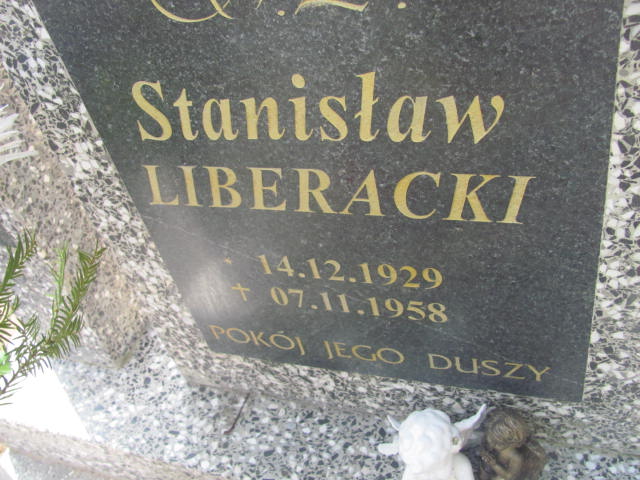 Stanisław
LIBERACKI
* 14.12.1929
✝ 07.11.1958
POKÓJ JEGO DUSZY